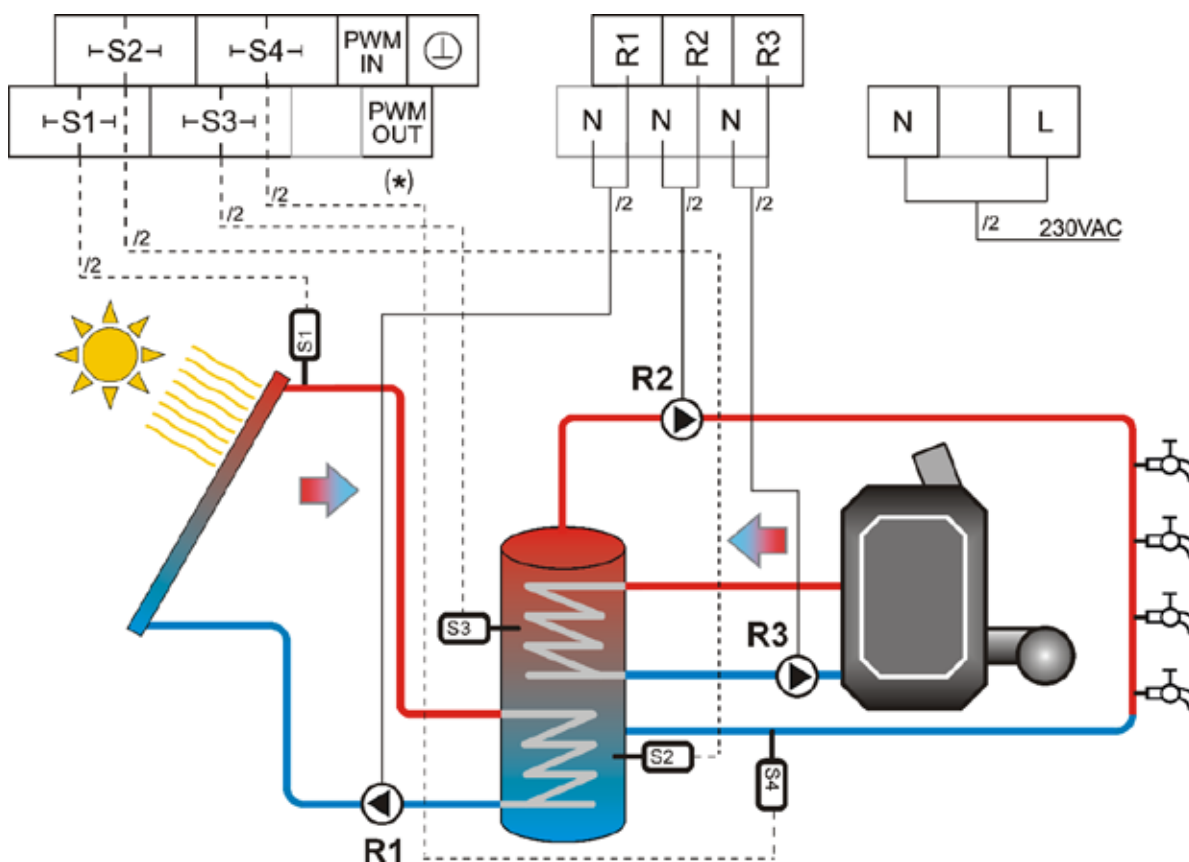 S2 S4 PWM IN
S1 S3 PWM OUT
(*)
R1 R2 R3
N N N
N L
/2
/2
/2
/2
/2
/2
/2
/2
230VAC
S1
R2
S3
R3
S2
S4
R1